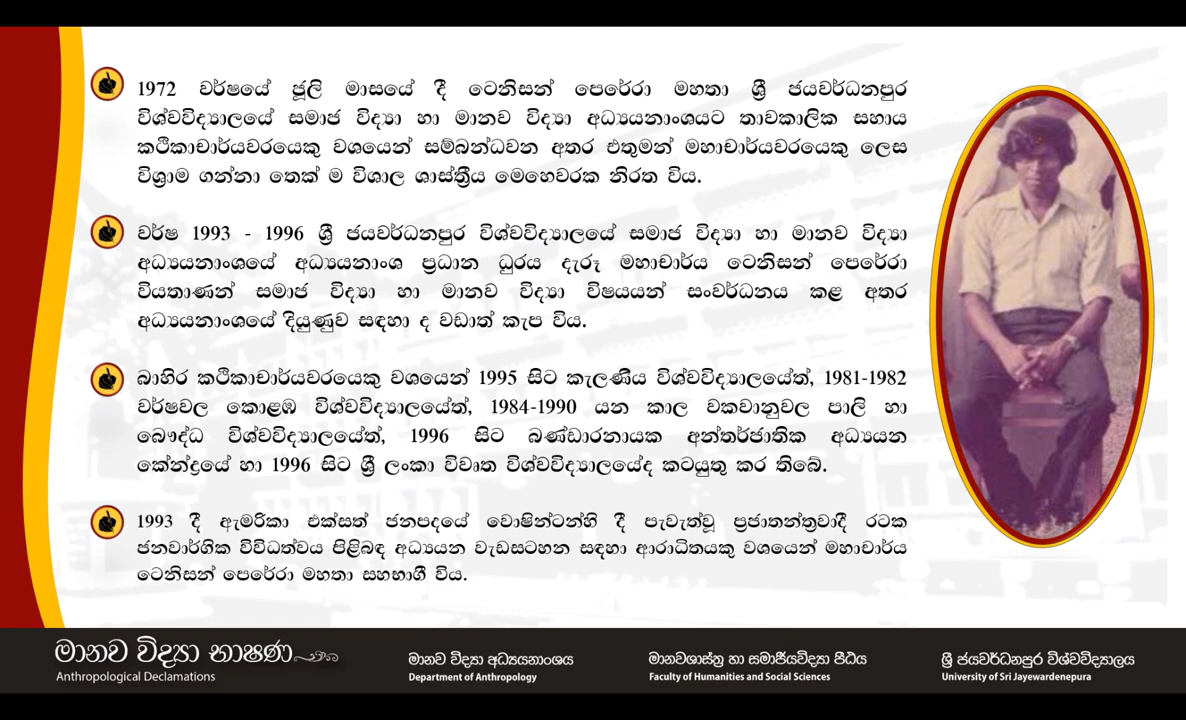 1972 වර්ෂයේ ජූලි මාසයේ දී ටෙනිසන් පෙරේරා මහතා ශ්‍රී ජයවර්ධනපුර
විශ්වවිද්‍යාලයේ සමාජ විද්‍යා හා මානව විද්‍යා අධ්‍යයනාංශයට තාවකාලික සහාය
කථිකාචාර්යවරයෙකු වශයෙන් සම්බන්ධවන අතර එතුමන් මහාචාර්යවරයෙකු ලෙස
විශ්‍රාම ගන්නා තෙක් ම විශාල ශාස්ත්‍රීය මෙහෙවරක නිරත විය.
වර්ෂ 1993 - 1996 ශ්‍රී ජයවර්ධනපුර විශ්වවිද්‍යාලයේ සමාජ විද්‍යා හා මානව විද්‍යා
අධ්‍යයනාංශයේ අධ්‍යයනාංශ ප්‍රධාන ධුරය දැරූ මහාචාර්ය ටෙනිසන් පෙරේරා
වියතාණන් සමාජ විද්‍යා හා මානව විද්‍යා විෂයයන් සංවර්ධනය කළ අතර
අධ්‍යයනාංශයේ දියුණුව සඳහා ද වඩාත් කැප විය.
බාහිර කථිකාචාර්යවරයෙකු වශයෙන් 1995 සිට කැලණිය විශ්වවිද්‍යාලයේත්, 1981-1982
වර්ෂවල කොළඹ විශ්වවිද්‍යාලයේත්, 1984-1990 යන කාල වකවානුවල පාලි හා
බෞද්ධ විශ්වවිද්‍යාලයේත්, 1996 සිට බණ්ඩාරනායක අන්තර්ජාතික අධ්‍යයන
කේන්ද්‍රයේ හා 1996 සිට ශ්‍රී ලංකා විවෘත විශ්වවිද්‍යාලයේද කටයුතු කර තිබේ.
1993 දී ඇමරිකා එක්සත් ජනපදයේ වොෂින්ටන්හි දී පැවැත්වූ ප්‍රජාතන්ත්‍රවාදී රටක
ජනවාර්ගික විවිධත්වය පිළිබඳ අධ්‍යයන වැඩසටහන සඳහා ආරාධිතයකු වශයෙන් මහාචාර්ය
ටෙනිසන් පෙරේරා මහතා සහභාගී විය.
මානව විද්‍යා භාෂණ
Anthropological Declamations
මානව විද්‍යා අධ්‍යයනාංශය
Department of Anthropology
මානවශාස්ත්‍ර හා සමාජීයවිද්‍යා පීඨය
Faculty of Humanities and Social Sciences
ශ්‍රී ජයවර්ධනපුර විශ්වවිද්‍යාලය
University of Sri Jayewardenepura